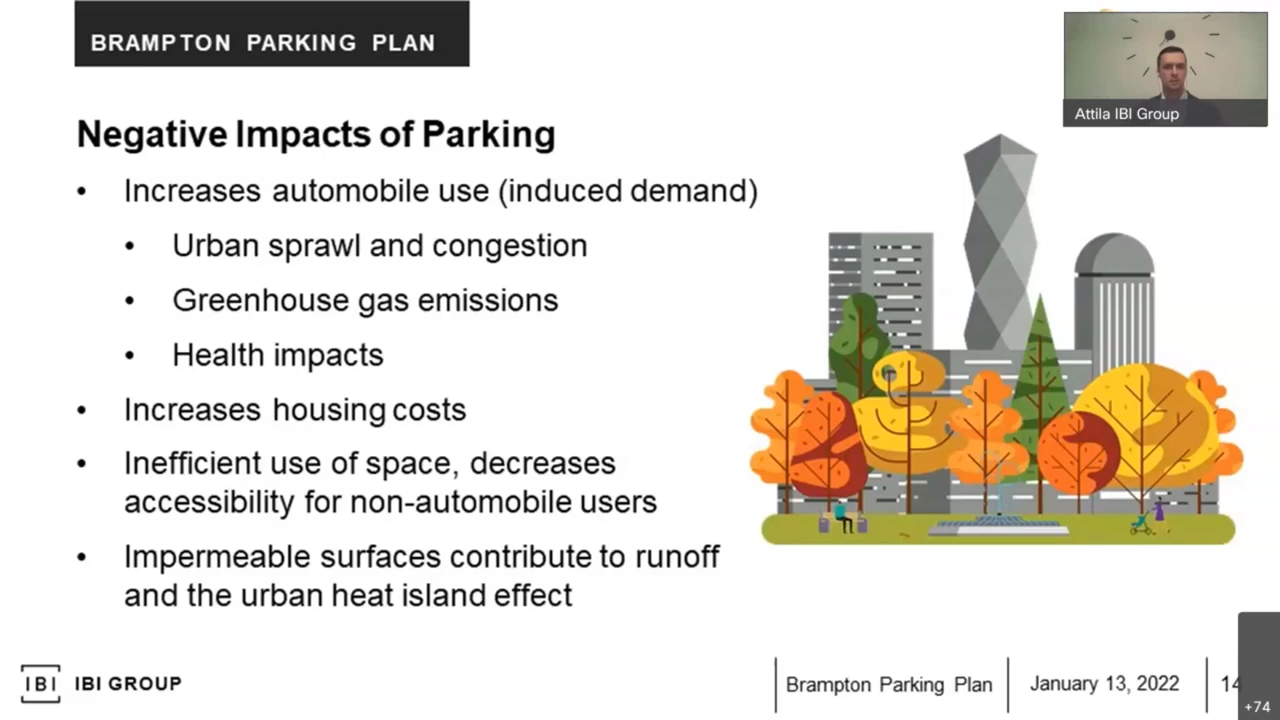 BRAMPTON PARKING PLAN
Attila IBI Group
Negative Impacts of Parking
• Increases automobile use (induced demand)
• Urban sprawl and congestion
• Greenhouse gas emissions
• Health impacts
• Increases housing costs
• Inefficient use of space, decreases
accessibility for non-automobile users
• Impermeable surfaces contribute to runoff
and the urban heat island effect
IBI IBI GROUP
Brampton Parking Plan
January 13, 2022
14
+74